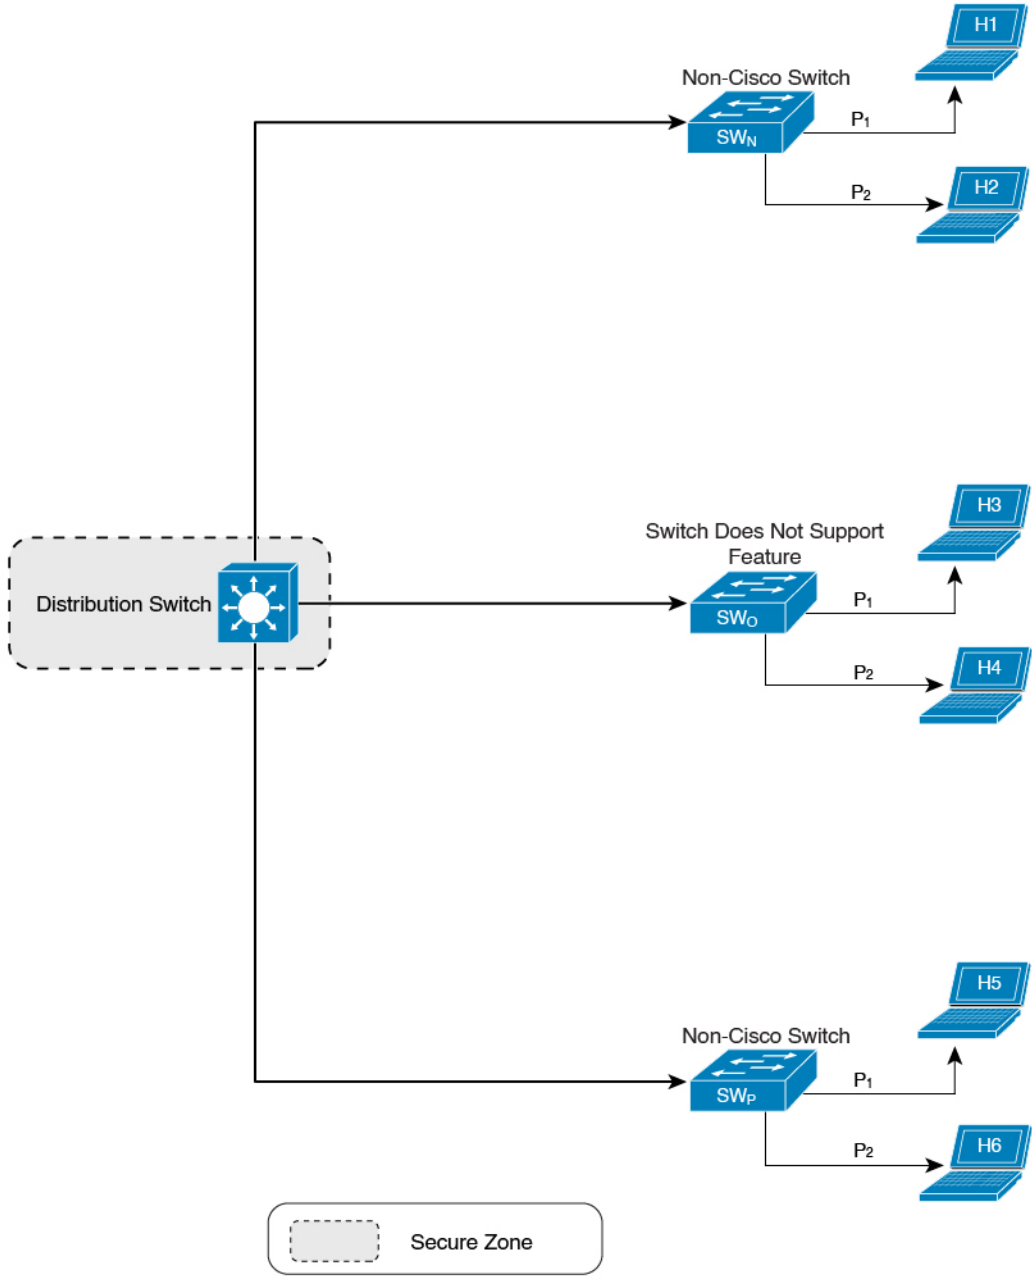 H1
Non-Cisco Switch
SWN
P1
H2
P2
H3
Switch Does Not Support
Feature
SWO
P1
Distribution Switch
H4
P2
H5
Non-Cisco Switch
SWP
P1
H6
P2
Secure Zone